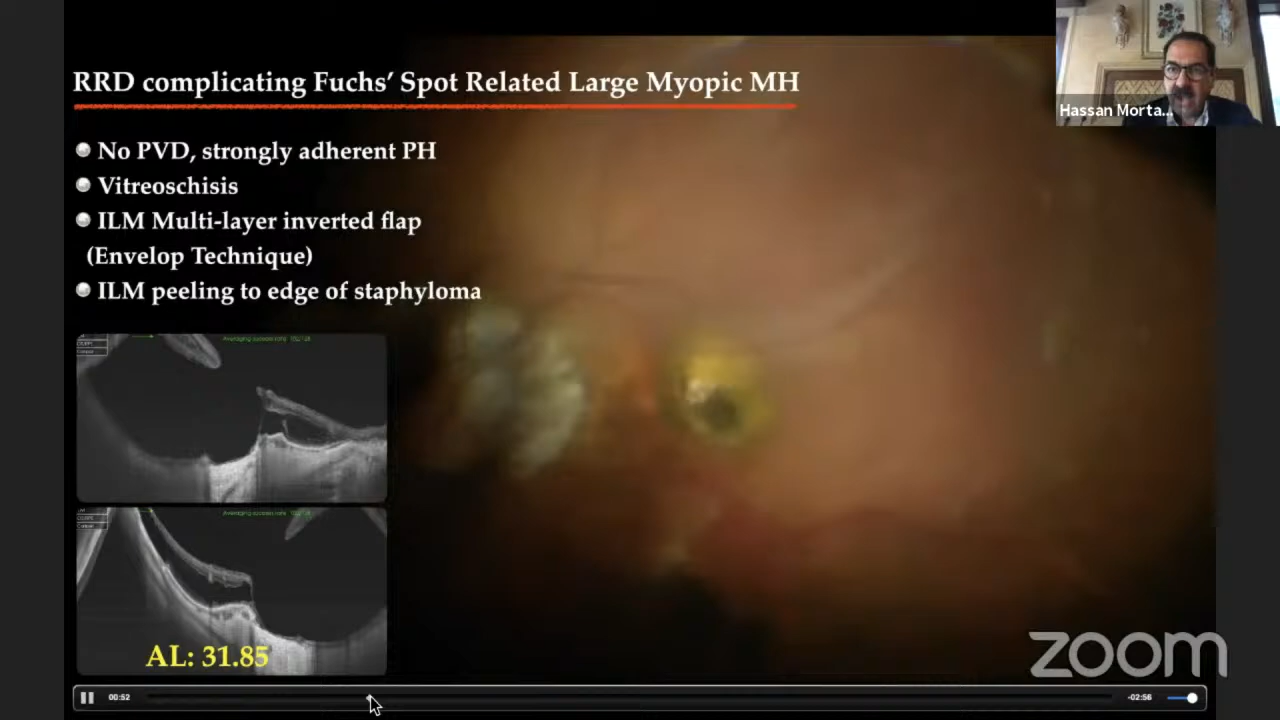 RRD complicating Fuchs’ Spot Related Large Myopic MH
Hassan Morta...
No PVD, strongly adherent PH
Vitreoschisis
ILM Multi-layer inverted flap
(Envelop Technique)
ILM peeling to edge of staphyloma
AL: 31.85
zoom
00:52
-02:56